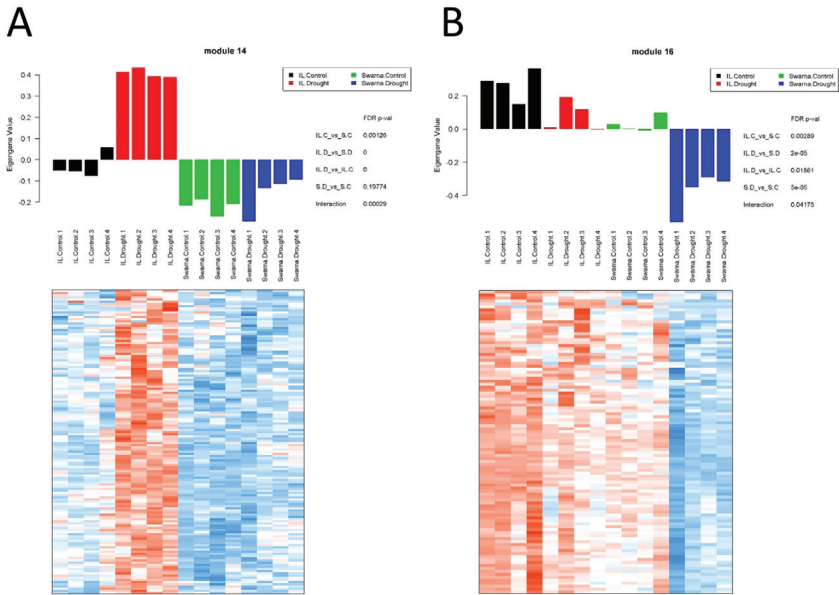 A
module 14
IL.Control
IL.Drought
Swarna.Control
Swarna.Drought
Eigengene Value
0.4
0.2
0.0
-0.2
FDR p-val
IL.C_vs_S.C 0.00126
IL.D_vs_S.D 0
IL.D_vs_IL.C 0
S.D_vs_S.C 0.19774
Interaction 0.00029
IL.Control.1
IL.Control.2
IL.Control.3
IL.Control.4
IL.Drought.1
IL.Drought.2
IL.Drought.3
IL.Drought.4
Swarna.Control.1
Swarna.Control.2
Swarna.Control.3
Swarna.Control.4
Swarna.Drought.1
Swarna.Drought.2
Swarna.Drought.3
Swarna.Drought.4
B
module 16
IL.Control
IL.Drought
Swarna.Control
Swarna.Drought
Eigengene Value
0.2
0.0
-0.2
-0.4
FDR p-val
IL.C_vs_S.C 0.00289
IL.D_vs_S.D 2e-05
IL.D_vs_IL.C 0.01561
S.D_vs_S.C 5e-05
Interaction 0.04175
IL.Control.1
IL.Control.2
IL.Control.3
IL.Control.4
IL.Drought.1
IL.Drought.2
IL.Drought.3
IL.Drought.4
Swarna.Control.1
Swarna.Control.2
Swarna.Control.3
Swarna.Control.4
Swarna.Drought.1
Swarna.Drought.2
Swarna.Drought.3
Swarna.Drought.4